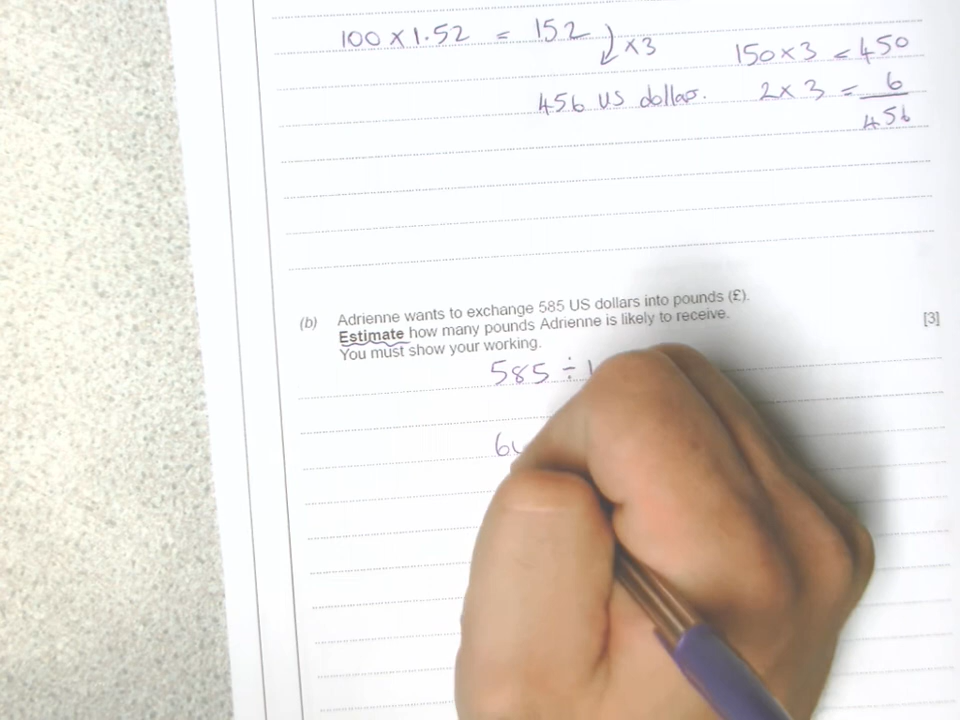 100 x 1.52 = 152
x3
150 x 3 = 450
456 US dollars.
2 x 3 = 6
456
(b) Adrienne wants to exchange 585 US dollars into pounds (£).
Estimate how many pounds Adrienne is likely to receive.
[3]
You must show your working.
585 ÷ 1